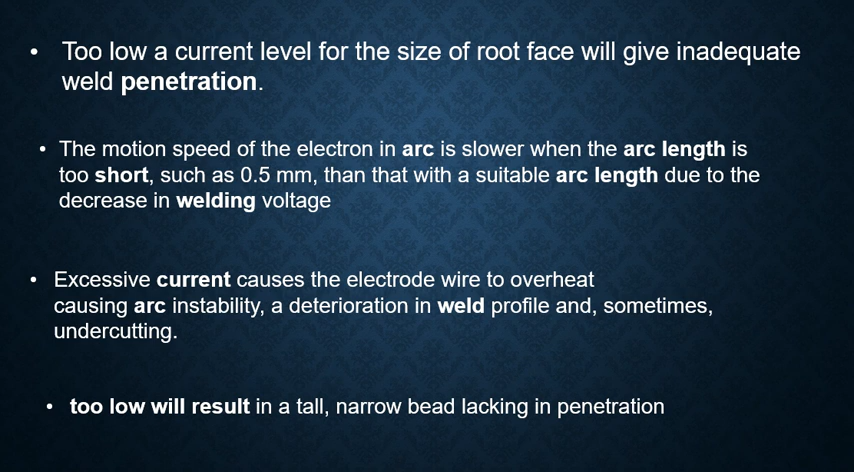 • Too low a current level for the size of root face will give inadequate
weld penetration.
• The motion speed of the electron in arc is slower when the arc length is
too short, such as 0.5 mm, than that with a suitable arc length due to the
decrease in welding voltage
• Excessive current causes the electrode wire to overheat
causing arc instability, a deterioration in weld profile and, sometimes,
undercutting.
• too low will result in a tall, narrow bead lacking in penetration